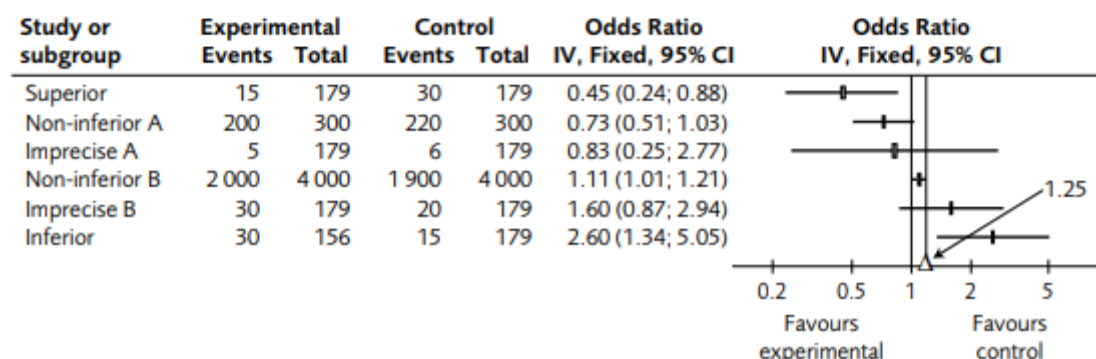 Study or subgroup Experimental Control Odds Ratio Odds Ratio
Events Total Events Total IV, Fixed, 95% CI IV, Fixed, 95% CI
Superior 15 179 30 179 0.45 (0.24; 0.88)
Non-inferior A 200 300 220 300 0.73 (0.51; 1.03)
Imprecise A 5 179 6 179 0.83 (0.25; 2.77)
Non-inferior B 2 000 4 000 1 900 4 000 1.11 (1.01; 1.21)
Imprecise B 30 179 20 179 1.60 (0.87; 2.94)
Inferior 30 156 15 179 2.60 (1.34; 5.05)
1.25
0.2 0.5 1 2 5
Favours experimental Favours control